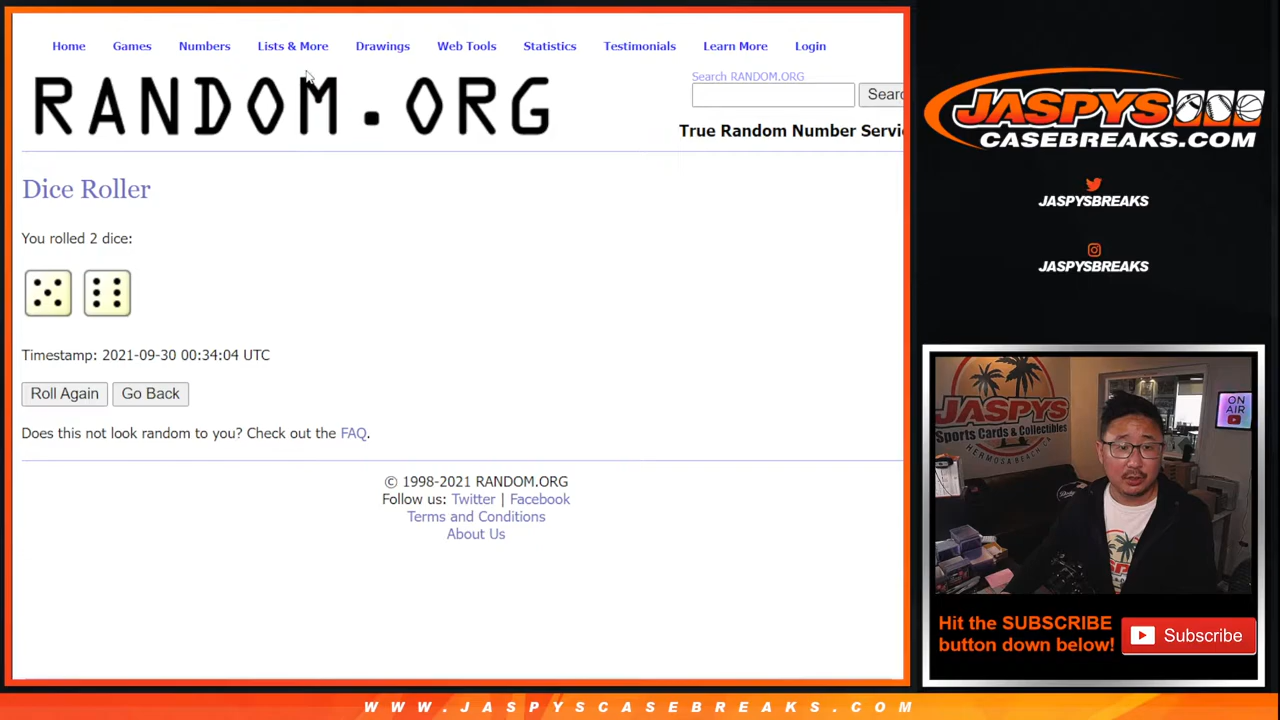 Home Games Numbers Lists & More Drawings Web Tools Statistics Testimonials Learn More Login
RANDOM.ORG
Search RANDOM.ORG
True Random Number Servi
Dice Roller
You rolled 2 dice:
Timestamp: 2021-09-30 00:34:04 UTC
Roll Again Go Back
Does this not look random to you? Check out the FAQ.
© 1998-2021 RANDOM.ORG
Follow us: Twitter | Facebook
Terms and Conditions
About Us
JASPYS
CASEBREAKS.COM
JASPYSBREAKS
JASPYSBREAKS
JASPYS
Sports Cards & Collectibles
HERMOSA BEACH, CA
ON
AIR
JASPYS
Hit the SUBSCRIBE
button down below!
Subscribe
WWW.JASPYSCASEBREAKS.COM